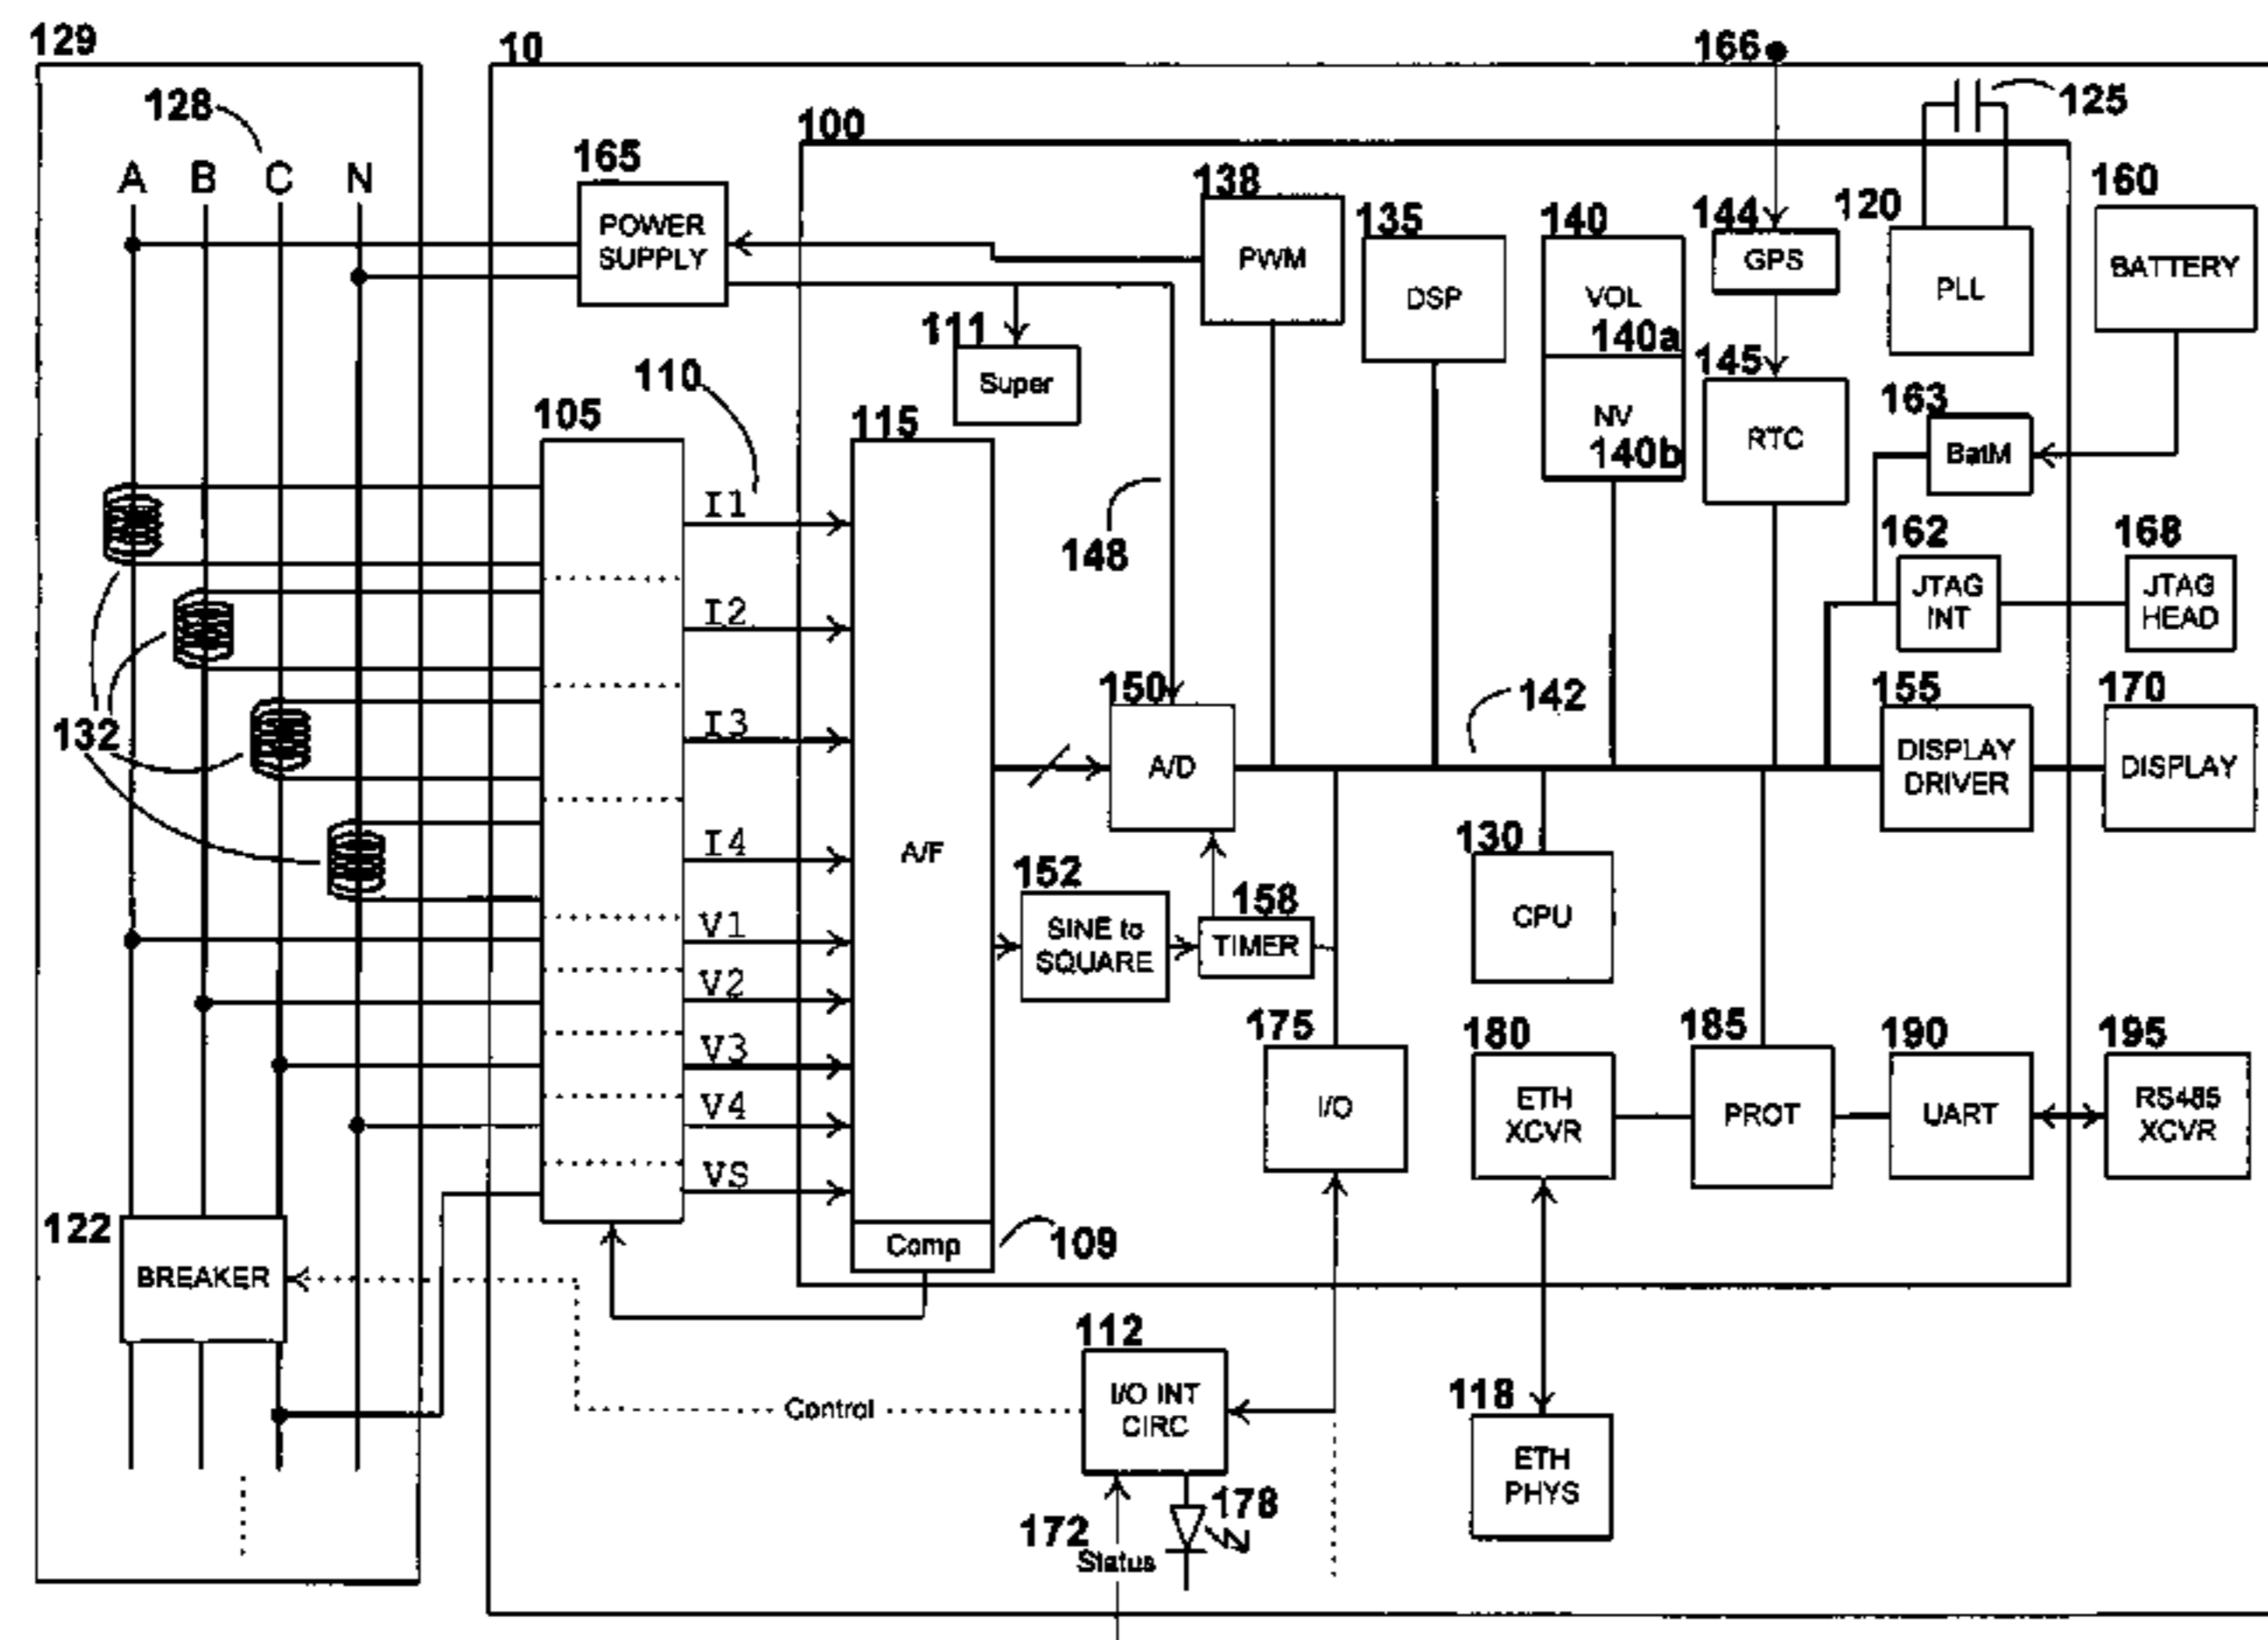 129
10
166
128
125
100
165
138
160
A B C N
135
140
144
120
POWER
SUPPLY
PWM
DSP
VOL
140a
GPS
PLL
BATTERY
111
Super
110
145
163
105
115
NV
140b
RTC
BatM
I1
148
162
168
JTAG
INT
JTAG
HEAD
I2
132
I3
150
142
155
170
A/D
DISPLAY
DRIVER
DISPLAY
I4
A/F
130
152
158
CPU
SINE to
SQUARE
TIMER
V1
V2
175
180
185
190
195
V3
I/O
ETH
XCVR
PROT
UART
RS485
XCVR
V4
VS
122
BREAKER
Comp
109
112
I/O INT
CIRC
Control
118
ETH
PHYS
172
Status
178